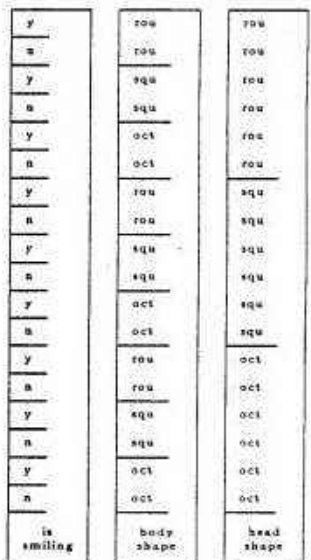 y rou rou
n rou rou
y squ rou
n squ rou
y oct rou
n oct rou
y rou squ
n rou squ
y squ squ
n squ squ
y oct squ
n oct squ
y rou oct
n rou oct
y squ oct
n squ oct
y oct oct
n oct oct
is body head
smiling shape shape